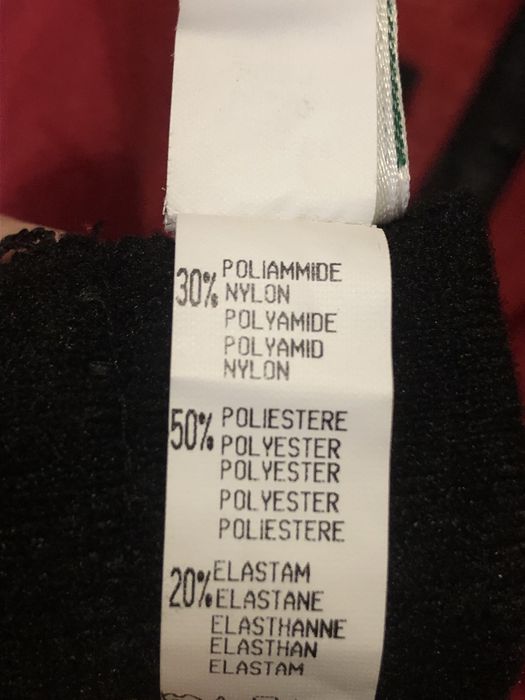 30% POLIAMMIDE
NYLON
POLYAMIDE
POLYAMID
NYLON
50% POLIESTERE
POLYESTER
POLYESTER
POLYESTER
POLIESTERE
20% ELASTAM
ELASTANE
ELASTHANNE
ELASTHAN
ELASTAM